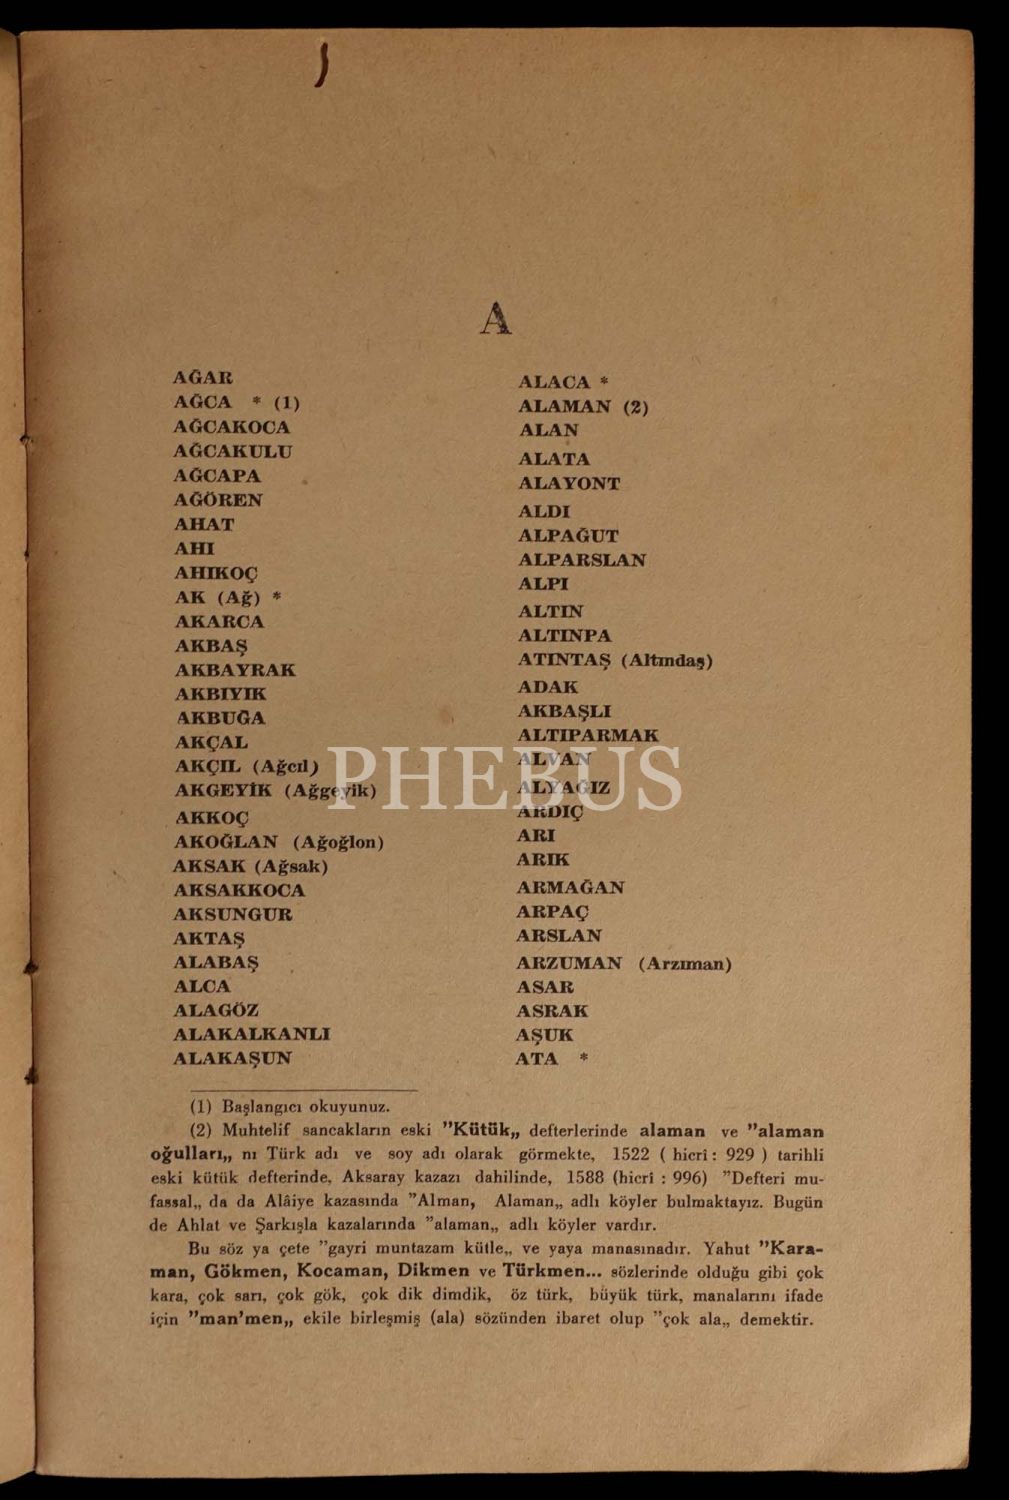 A
AĞAR
AĞCA * (1)
AĞCAKOCA
AĞCAKULU
AĞCAPA
AĞÖREN
AHAT
AHI
AHIKOÇ
AK (Ağ) *
AKARCA
AKBAŞ
AKBAYRAK
AKBIYIK
AKBUĞA
AKÇAL
AKÇIL (Ağcıl)
AKGEYİK (Ağgeyik)
AKKOÇ
AKOĞLAN (Ağoğlon)
AKSAK (Ağsak)
AKSAKKOCA
AKSUNGUR
AKTAŞ
ALABAŞ
ALCA
ALAGÖZ
ALAKALKANLI
ALAKAŞUN
ALACA *
ALAMAN (2)
ALAN
ALATA
ALAYONT
ALDI
ALPAĞUT
ALPARSLAN
ALPI
ALTIN
ALTINPA
ATINTAŞ (Altındaş)
ADAK
AKBAŞLI
ALTIPARMAK
ALVAN
ALYAĞIZ
ARDIÇ
ARI
ARIK
ARMAĞAN
ARPAÇ
ARSLAN
ARZUMAN (Arzıman)
ASAR
ASRAK
AŞUK
ATA *
PHEBUS
(1) Başlangıcı okuyunuz.
(2) Muhtelif sancakların eski "Kütük„ defterlerinde alaman ve "alaman
oğulları„ nı Türk adı ve soy adı olarak görmekte, 1522 ( hicrî : 929 ) tarihli
eski kütük defterinde, Aksaray kazazı dahilinde, 1588 (hicrî : 996) "Defteri mu-
fassal„ da da Alâiye kazasında "Alman, Alaman„ adlı köyler bulmaktayız. Bugün
de Ahlat ve Şarkışla kazalarında "alaman„ adlı köyler vardır.
Bu söz ya çete "gayri muntazam kütle„ ve yaya manasınadır. Yahut "Kara-
man, Gökmen, Kocaman, Dikmen ve Türkmen... sözlerinde olduğu gibi çok
kara, çok sarı, çok gök, çok dik dimdik, öz türk, büyük türk, manalarını ifade
için "man'men„ ekile birleşmiş (ala) sözünden ibaret olup "çok ala„ demektir.